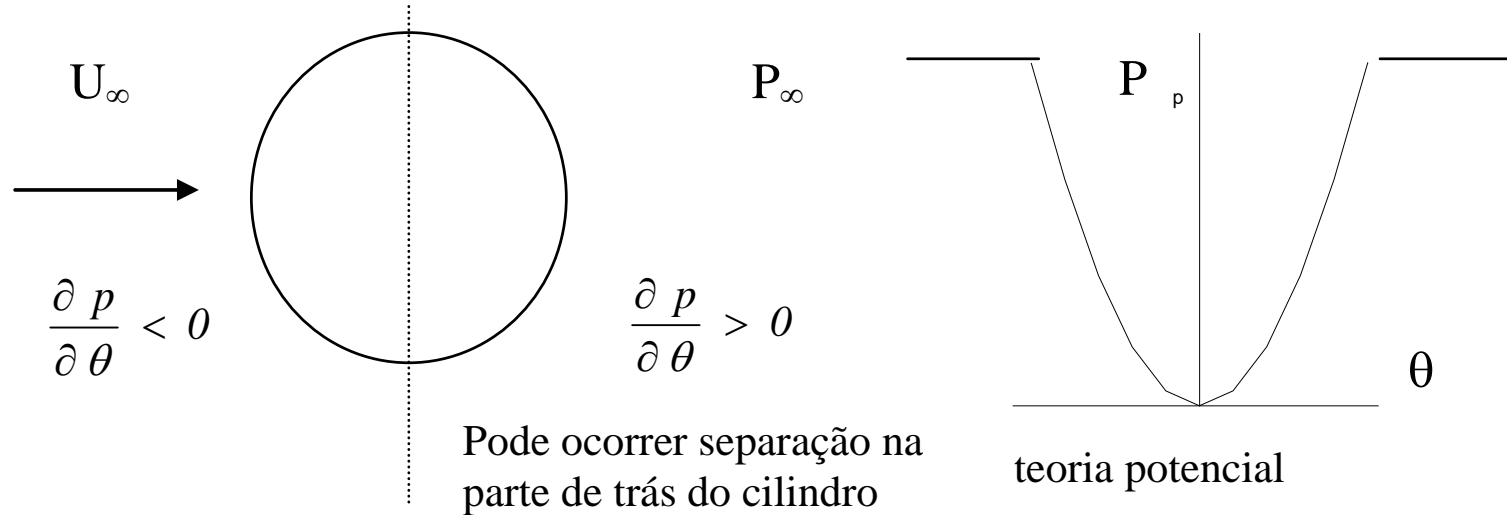 U∞
P∞
P p
∂ p / ∂ θ < 0
∂ p / ∂ θ > 0
θ
Pode ocorrer separação na
parte de trás do cilindro
teoria potencial